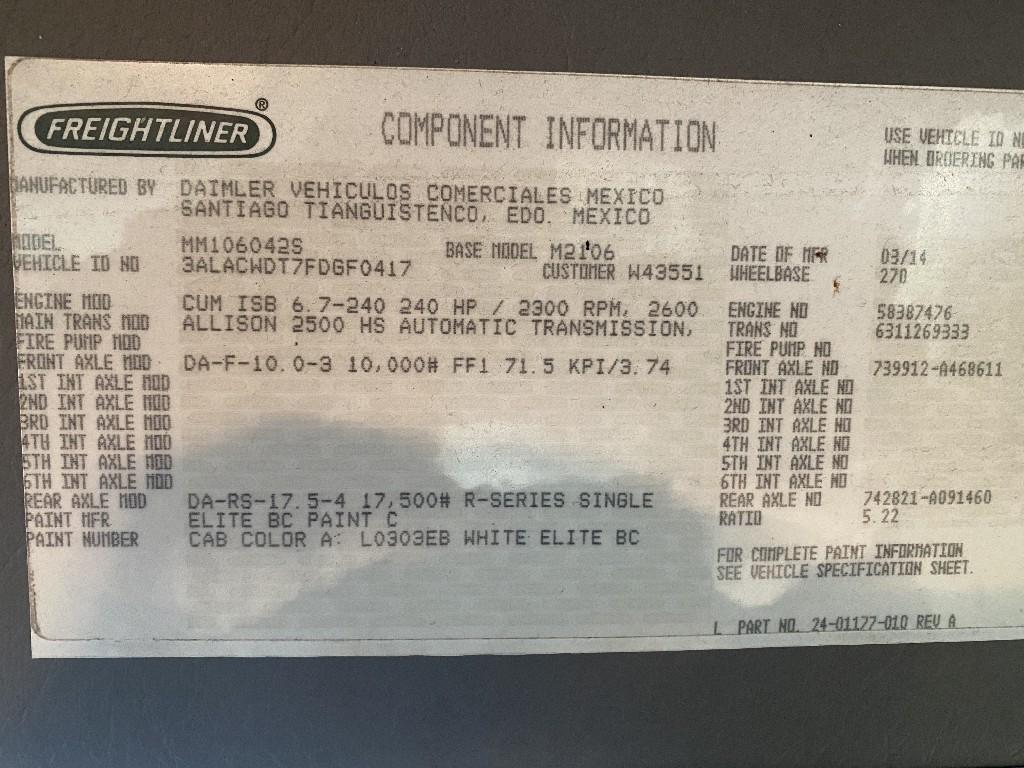 FREIGHTLINER®
COMPONENT INFORMATION
USE VEHICLE ID
WHEN ORDERING
MANUFACTURED BY DAIMLER VEHICULOS COMERCIALES MEXICO
SANTIAGO TIANGUISTENCO, EDO. MEXICO
MODEL MM106042S BASE MODEL M2106 DATE OF MFR 03/14
VEHICLE ID NO 3ALACWDT7FDGF0417 CUSTOMER W43551 WHEELBASE 270
ENGINE MOD CUM ISB 6.7-240 240 HP / 2300 RPM, 2600 ENGINE NO 58387476
MAIN TRANS MOD ALLISON 2500 HS AUTOMATIC TRANSMISSION, TRANS NO 6311269333
FIRE PUMP MOD FIRE PUMP NO
FRONT AXLE MOD DA-F-10.0-3 10,000# FF1 71.5 KPI/3.74 FRONT AXLE NO 739912-A468611
1ST INT AXLE MOD 1ST INT AXLE NO
2ND INT AXLE MOD 2ND INT AXLE NO
3RD INT AXLE MOD 3RD INT AXLE NO
4TH INT AXLE MOD 4TH INT AXLE NO
5TH INT AXLE MOD 5TH INT AXLE NO
6TH INT AXLE MOD 6TH INT AXLE NO
REAR AXLE MOD DA-RS-17.5-4 17,500# R-SERIES SINGLE REAR AXLE NO 742821-A091460
PAINT MFR ELITE BC PAINT C RATIO 5.22
PAINT NUMBER CAB COLOR A: L0303EB WHITE ELITE BC
FOR COMPLETE PAINT INFORMATION
SEE VEHICLE SPECIFICATION SHEET.
L PART NO. 24-01177-010 REV A